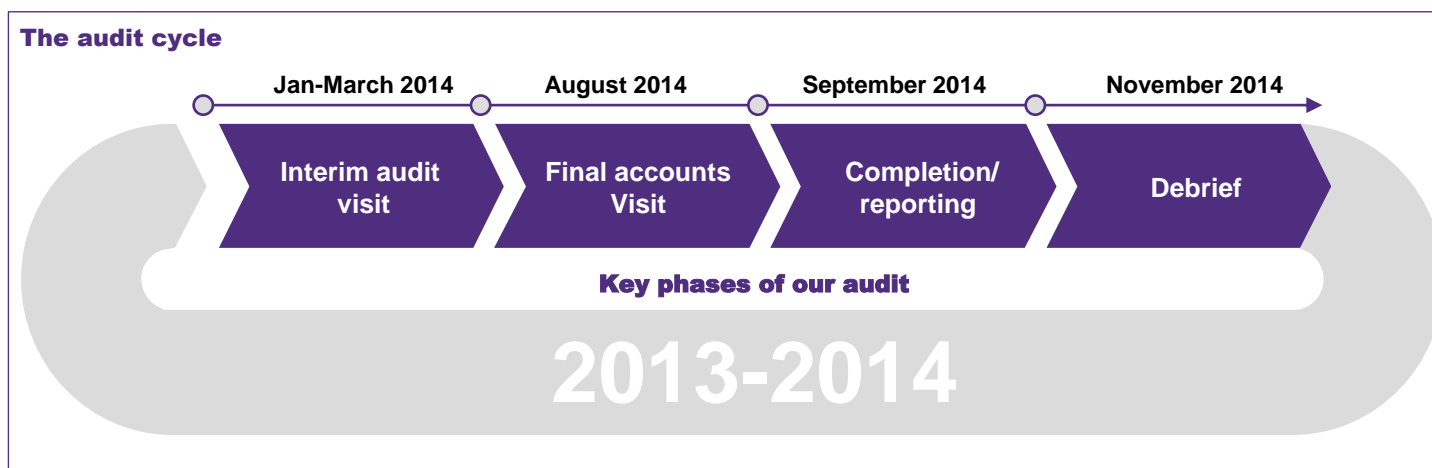 The audit cycle
Jan-March 2014
August 2014
September 2014
November 2014
Interim audit
visit
Final accounts
Visit
Completion/
reporting
Debrief
Key phases of our audit
2013-2014